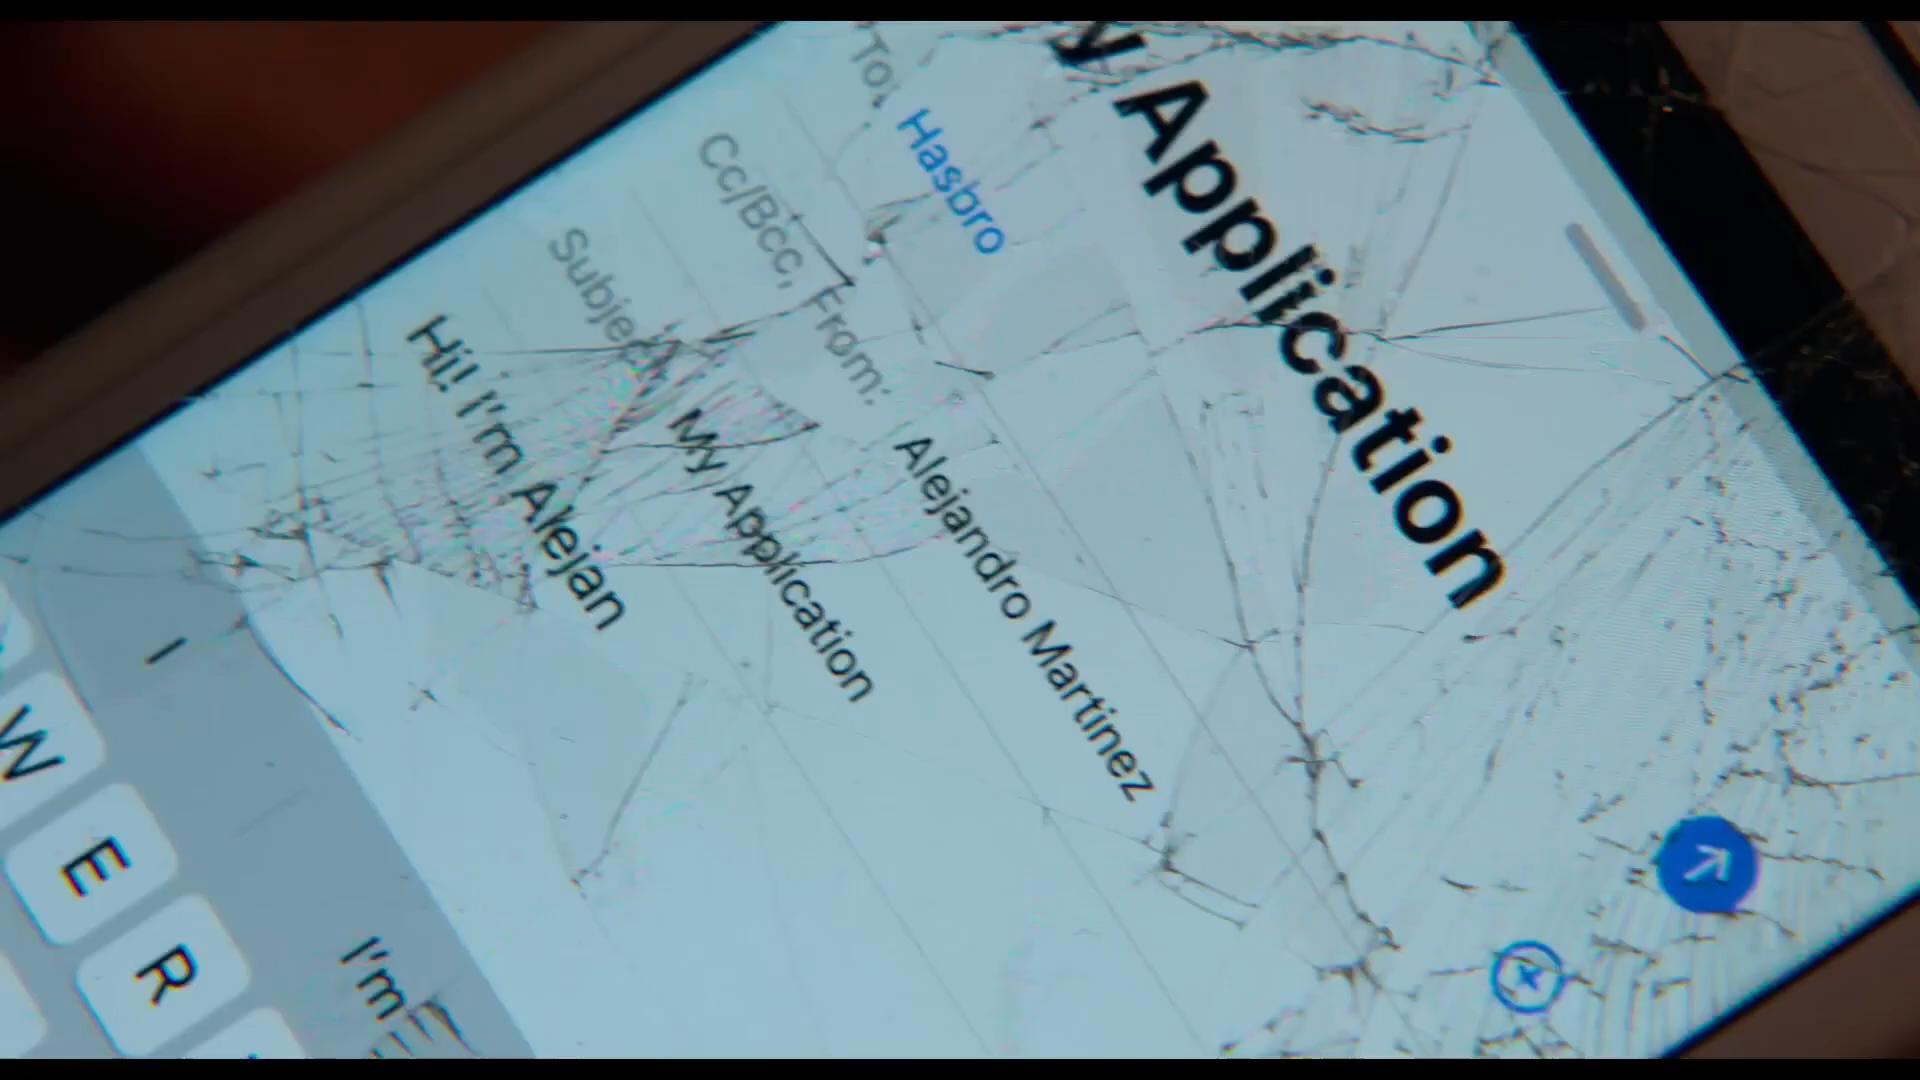 y Application
To: Hasbro
Cc/Bcc, From: Alejandro Martinez
Subject: My Application
Hi! I'm Alejan
I
I'm
W
E
R